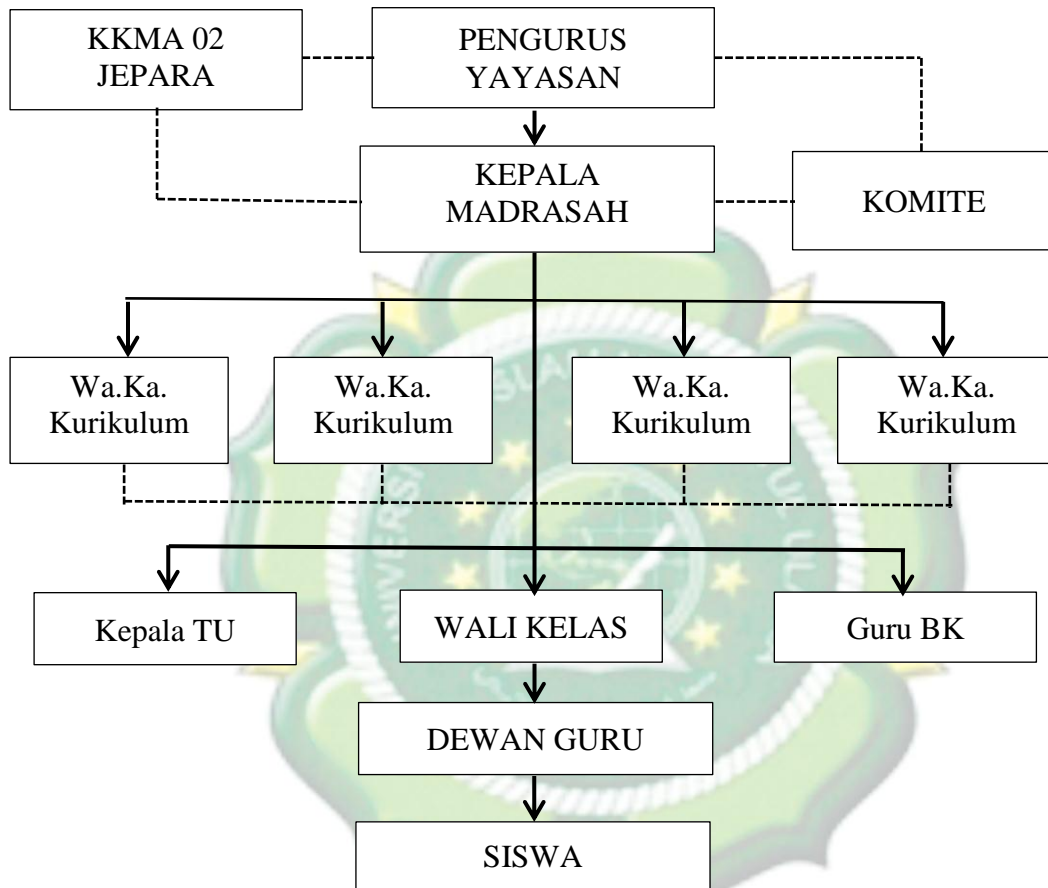 KKMA 02
JEPARA
PENGURUS
YAYASAN
KEPALA
MADRASAH
KOMITE
Wa.Ka.
Kurikulum
Wa.Ka.
Kurikulum
Wa.Ka.
Kurikulum
Wa.Ka.
Kurikulum
Kepala TU
WALI KELAS
Guru BK
DEWAN GURU
SISWA